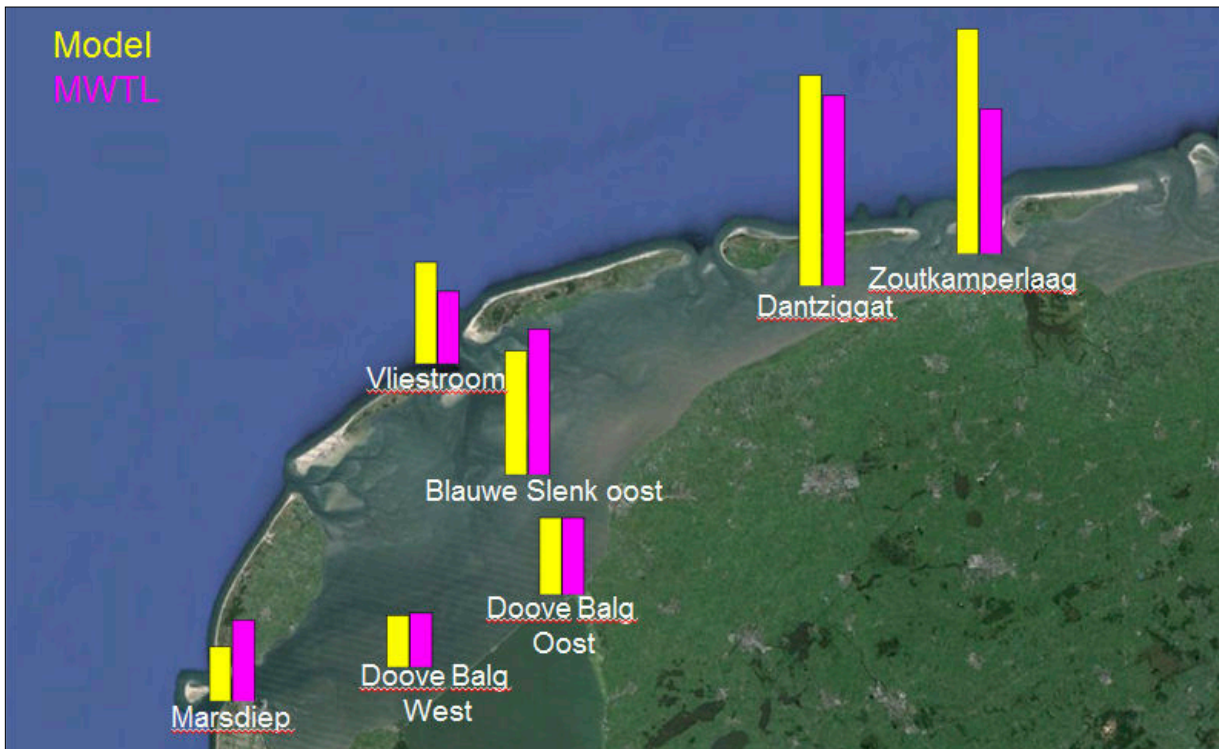 Model
MWTL
Zoutkamperlaag
Dantziggat
Vliestroom
Blauwe Slenk oost
Doove Balg
Oost
Doove Balg
West
Marsdiep